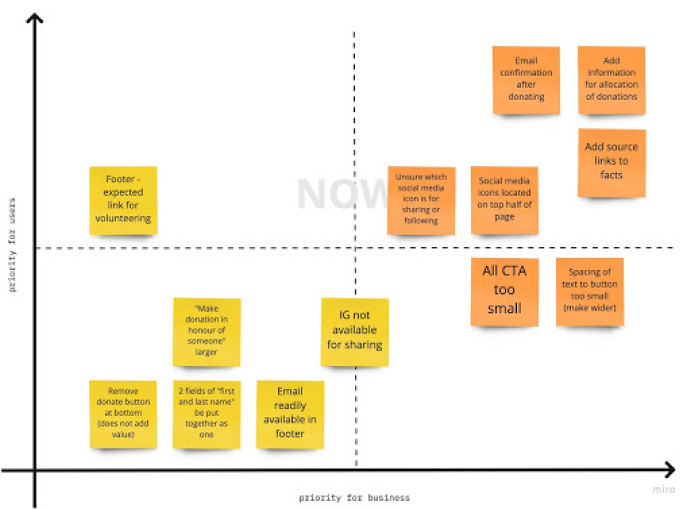 Email
confirmation
after
donating
Add
information
for allocation
of donations
Add source
links to
facts
Footer -
expected
link for
volunteering
NOW
Unsure which
social media
icon is for
sharing or
following
Social media
icons located
on top half of
page
priority for users
All CTA
too
small
Spacing of
text to button
too small
(make wider)
"Make
donation in
honour of
someone"
larger
IG not
available
for sharing
Remove
donate button
at bottom
(does not add
value)
2 fields of "first
and last name"
be put
together as
one
Email
readily
available in
footer
priority for business
miro